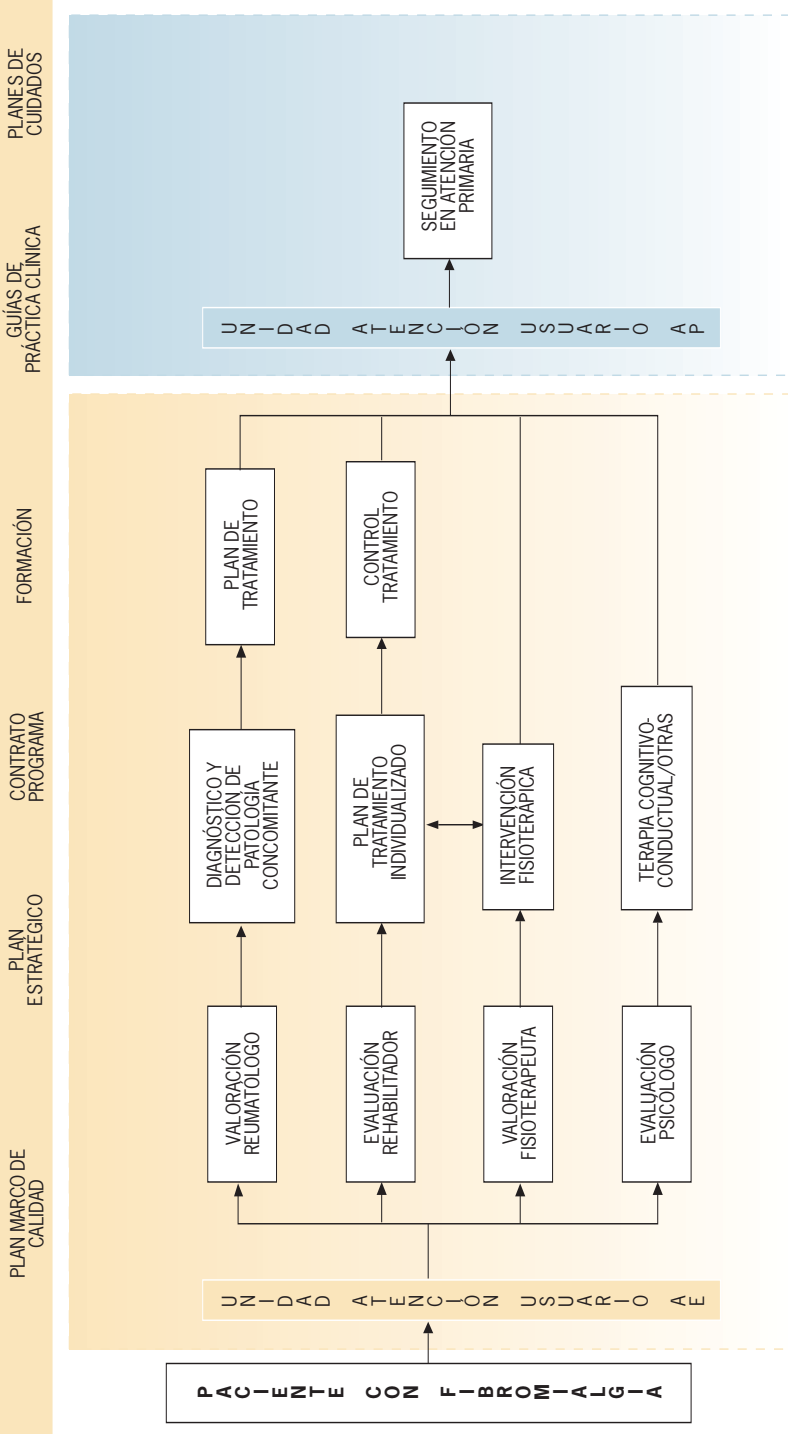 PLAN MARCO DE
CALIDAD
PLAN
ESTRATÉGICO
CONTRATO
PROGRAMA
FORMACIÓN
GUÍAS DE
PRÁCTICA CLÍNICA
PLANES DE
CUIDADOS
PACIENTE CON FIBROMIALGIA
UNIDAD ATENCIÓN USUARIO AE
VALORACIÓN
REUMATÓLOGO
DIAGNÓSTICO Y
DETECCIÓN DE
PATOLOGÍA
CONCOMITANTE
PLAN DE
TRATAMIENTO
EVALUACIÓN
REHABILITADOR
PLAN DE
TRATAMIENTO
INDIVIDUALIZADO
CONTROL
TRATAMIENTO
VALORACIÓN
FISIOTERAPEUTA
INTERVENCIÓN
FISIOTERÁPICA
EVALUACIÓN
PSICÓLOGO
TERAPIA COGNITIVO-
CONDUCTUAL/OTRAS
UNIDAD ATENCIÓN USUARIO AP
SEGUIMIENTO
EN ATENCIÓN
PRIMARIA